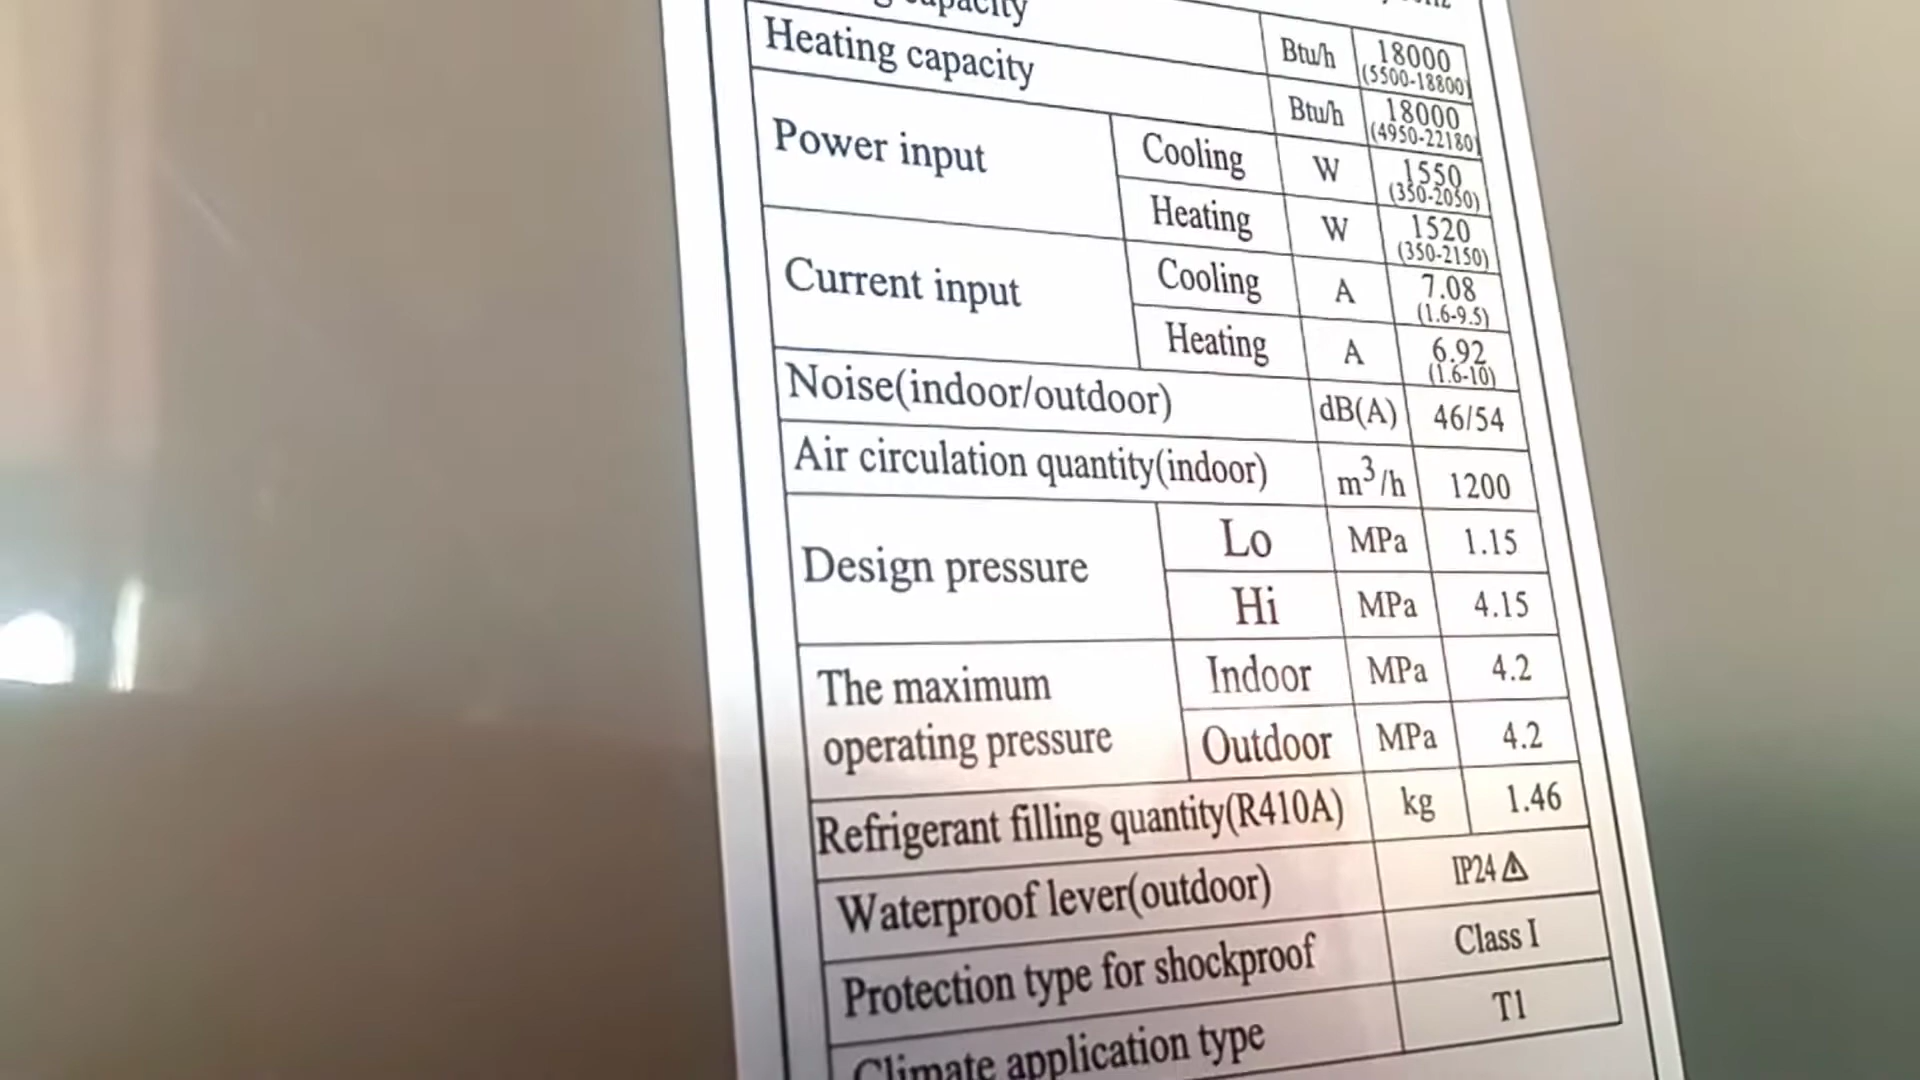 capacity
Heating capacity
Btu/h 18000
(5500-18800)
Btu/h 18000
(4950-22180)
Power input Cooling W 1550
(350-2050)
Heating W 1520
(350-2150)
Current input Cooling A 7.08
(1.6-9.5)
Heating A 6.92
(1.6-10)
Noise(indoor/outdoor) dB(A) 46/54
Air circulation quantity(indoor) m³/h 1200
Design pressure Lo MPa 1.15
Hi MPa 4.15
The maximum
operating pressure Indoor MPa 4.2
Outdoor MPa 4.2
Refrigerant filling quantity(R410A) kg 1.46
Waterproof lever(outdoor) IP24
Protection type for shockproof Class I
Climate application type T1